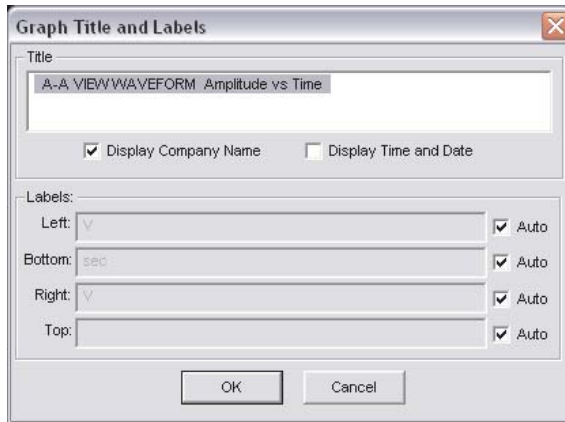 Graph Title and Labels
Title
A-A VIEW WAVEFORM Amplitude vs Time
Display Company Name Display Time and Date
Labels:
Left: V Auto
Bottom: sec Auto
Right: V Auto
Top: Auto
OK Cancel